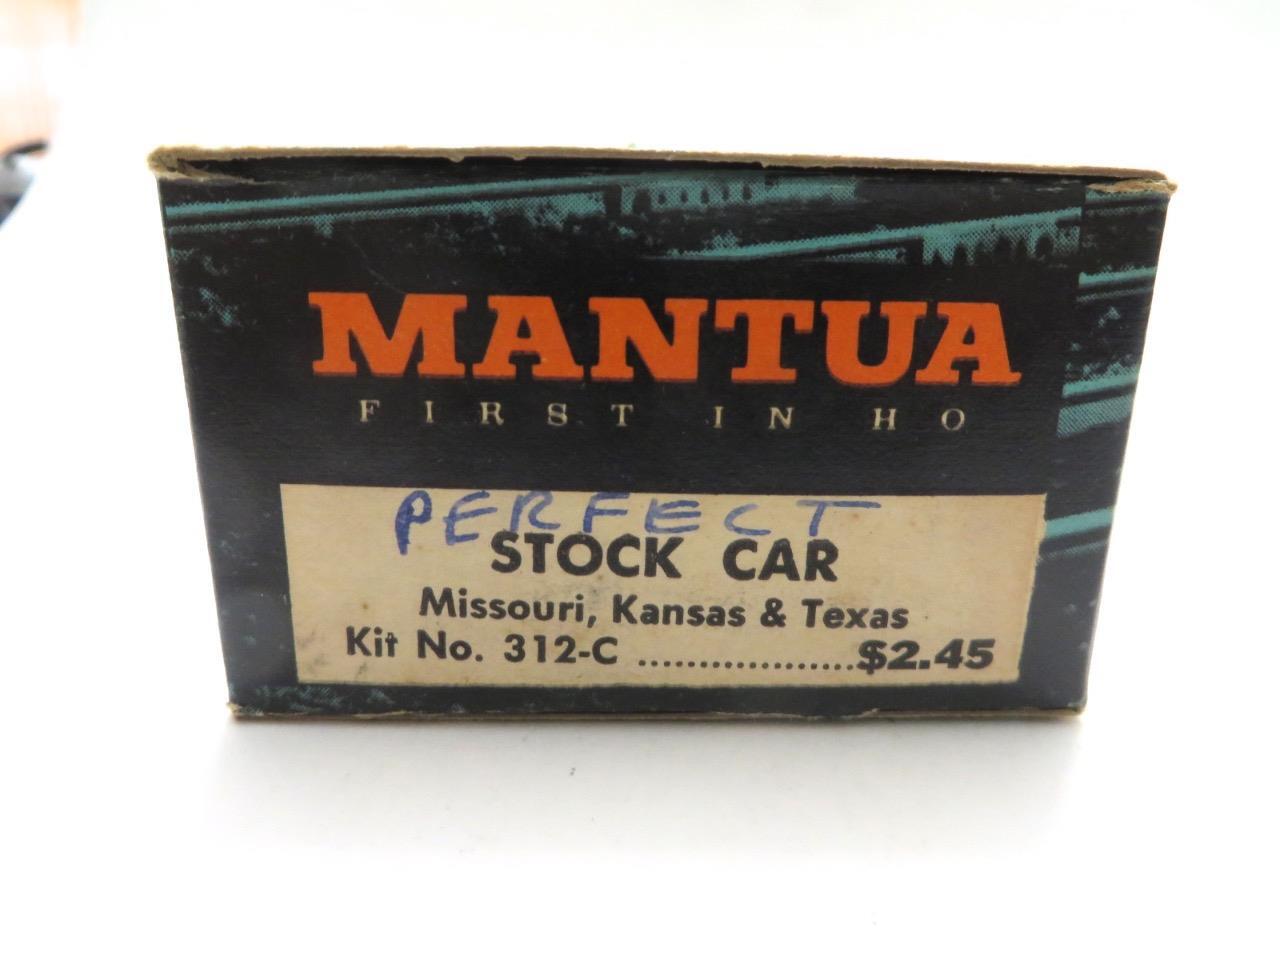 MANTUA
FIRST IN HO
PERFECT
STOCK CAR
Missouri, Kansas & Texas
Kit No. 312-C ..................$2.45